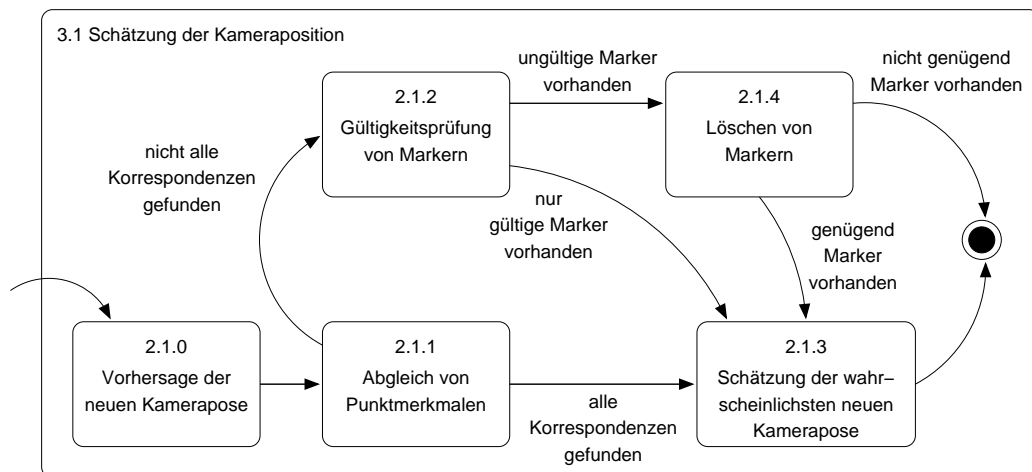 3.1 Schätzung der Kameraposition
ungültige Marker
vorhanden
nicht genügend
Marker vorhanden
2.1.2
Gültigkeitsprüfung
von Markern
2.1.4
Löschen von
Markern
nicht alle
Korrespondenzen
gefunden
nur
gültige Marker
vorhanden
genügend
Marker
vorhanden
2.1.0
Vorhersage der
neuen Kamerapose
2.1.1
Abgleich von
Punktmerkmalen
alle
Korrespondenzen
gefunden
2.1.3
Schätzung der wahr–
scheinlichsten neuen
Kamerapose